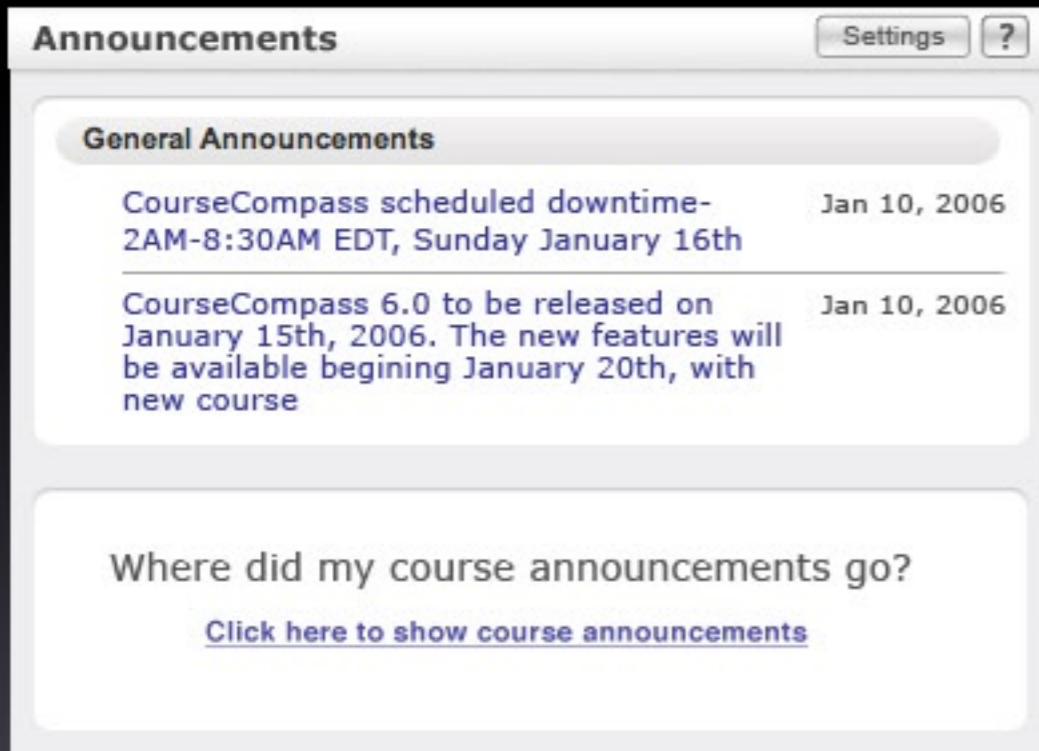 Announcements
Settings
?
General Announcements
CourseCompass scheduled downtime-
Jan 10, 2006
2AM-8:30AM EDT, Sunday January 16th
CourseCompass 6.0 to be released on
Jan 10, 2006
January 15th, 2006. The new features will
be available begining January 20th, with
new course
Where did my course announcements go?
Click here to show course announcements